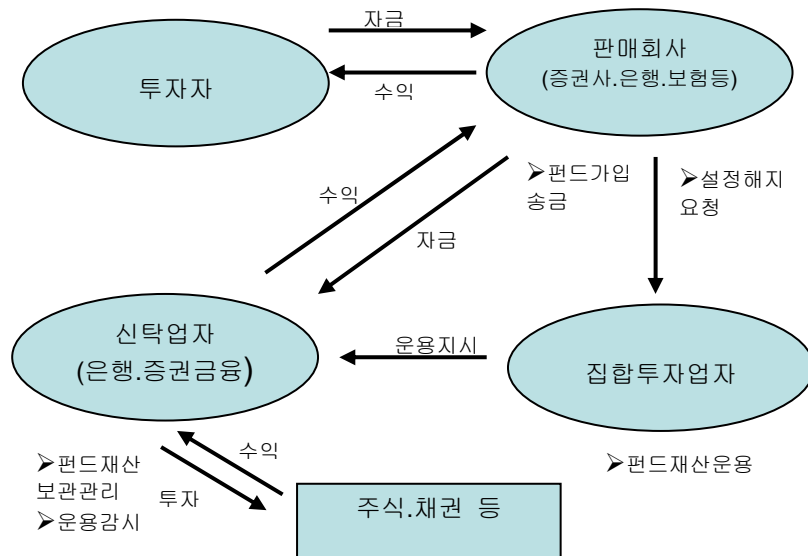 자금
판매회사
(증권사.은행.보험등)
투자자
수익
➢펀드가입
송금
➢설정해지
요청
수익
자금
신탁업자
(은행.증권금융)
운용지시
집합투자업자
수익
➢펀드재산
보관관리
➢운용감시
투자
➢펀드재산운용
주식.채권 등